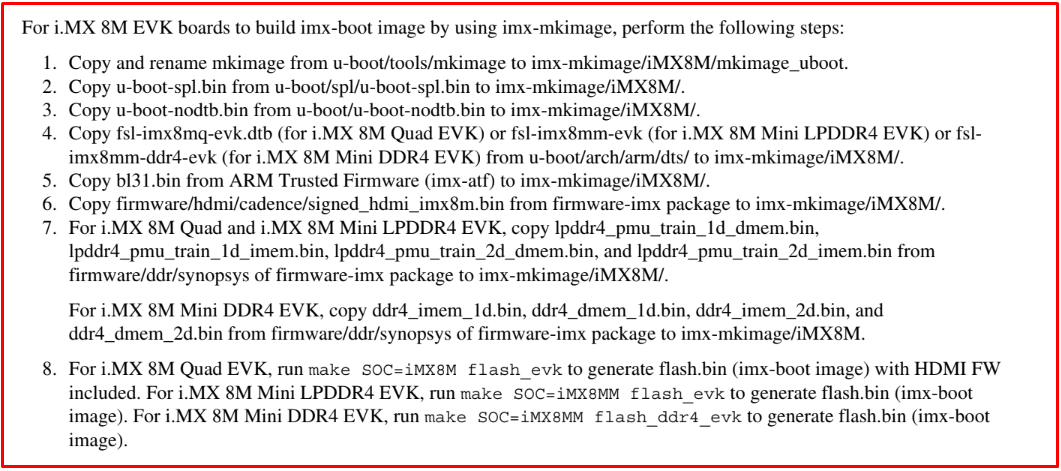 For i.MX 8M EVK boards to build imx-boot image by using imx-mkimage, perform the following steps:
1. Copy and rename mkimage from u-boot/tools/mkimage to imx-mkimage/iMX8M/mkimage_uboot.
2. Copy u-boot-spl.bin from u-boot/spl/u-boot-spl.bin to imx-mkimage/iMX8M/.
3. Copy u-boot-nodtb.bin from u-boot/u-boot-nodtb.bin to imx-mkimage/iMX8M/.
4. Copy fsl-imx8mq-evk.dtb (for i.MX 8M Quad EVK) or fsl-imx8mm-evk (for i.MX 8M Mini LPDDR4 EVK) or fsl-
imx8mm-ddr4-evk (for i.MX 8M Mini DDR4 EVK) from u-boot/arch/arm/dts/ to imx-mkimage/iMX8M/.
5. Copy bl31.bin from ARM Trusted Firmware (imx-atf) to imx-mkimage/iMX8M/.
6. Copy firmware/hdmi/cadence/signed_hdmi_imx8m.bin from firmware-imx package to imx-mkimage/iMX8M/.
7. For i.MX 8M Quad and i.MX 8M Mini LPDDR4 EVK, copy lpddr4_pmu_train_1d_dmem.bin,
lpddr4_pmu_train_1d_imem.bin, lpddr4_pmu_train_2d_dmem.bin, and lpddr4_pmu_train_2d_imem.bin from
firmware/ddr/synopsys of firmware-imx package to imx-mkimage/iMX8M/.
For i.MX 8M Mini DDR4 EVK, copy ddr4_imem_1d.bin, ddr4_dmem_1d.bin, ddr4_imem_2d.bin, and
ddr4_dmem_2d.bin from firmware/ddr/synopsys of firmware-imx package to imx-mkimage/iMX8M.
8. For i.MX 8M Quad EVK, run make SOC=iMX8M flash_evk to generate flash.bin (imx-boot image) with HDMI FW
included. For i.MX 8M Mini LPDDR4 EVK, run make SOC=iMX8MM flash_evk to generate flash.bin (imx-boot
image). For i.MX 8M Mini DDR4 EVK, run make SOC=iMX8MM flash_ddr4_evk to generate flash.bin (imx-boot
image).